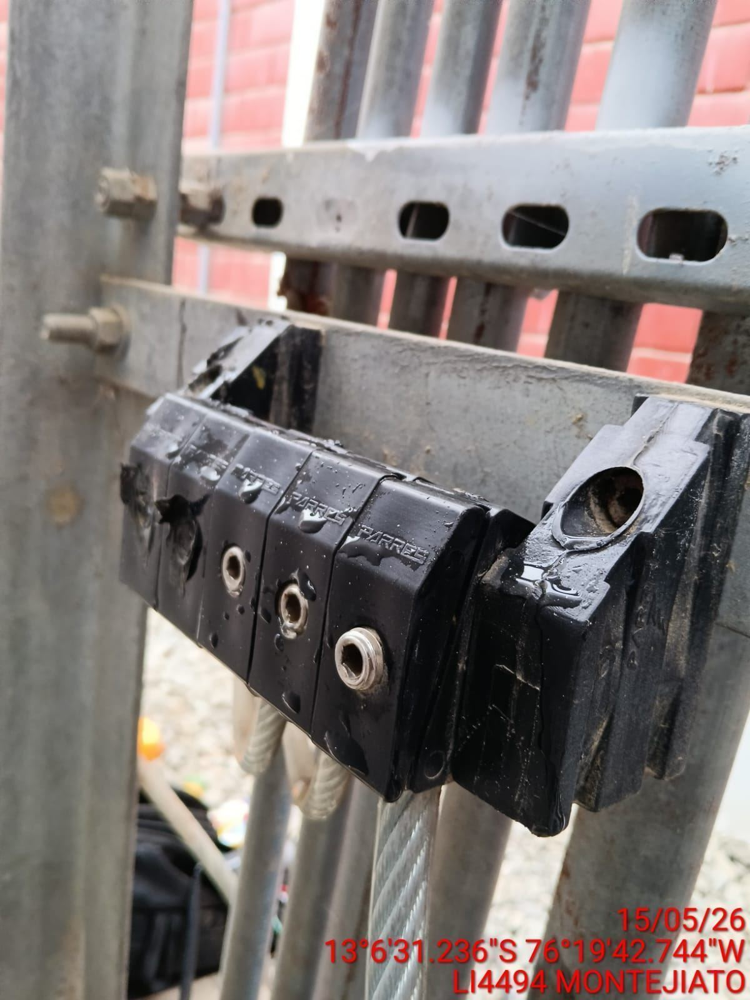 PARRES
PARRES
PARRES
15/05/26
13°6'31.236"S 76°19'42.744"W
LI4494 MONTEJIATO